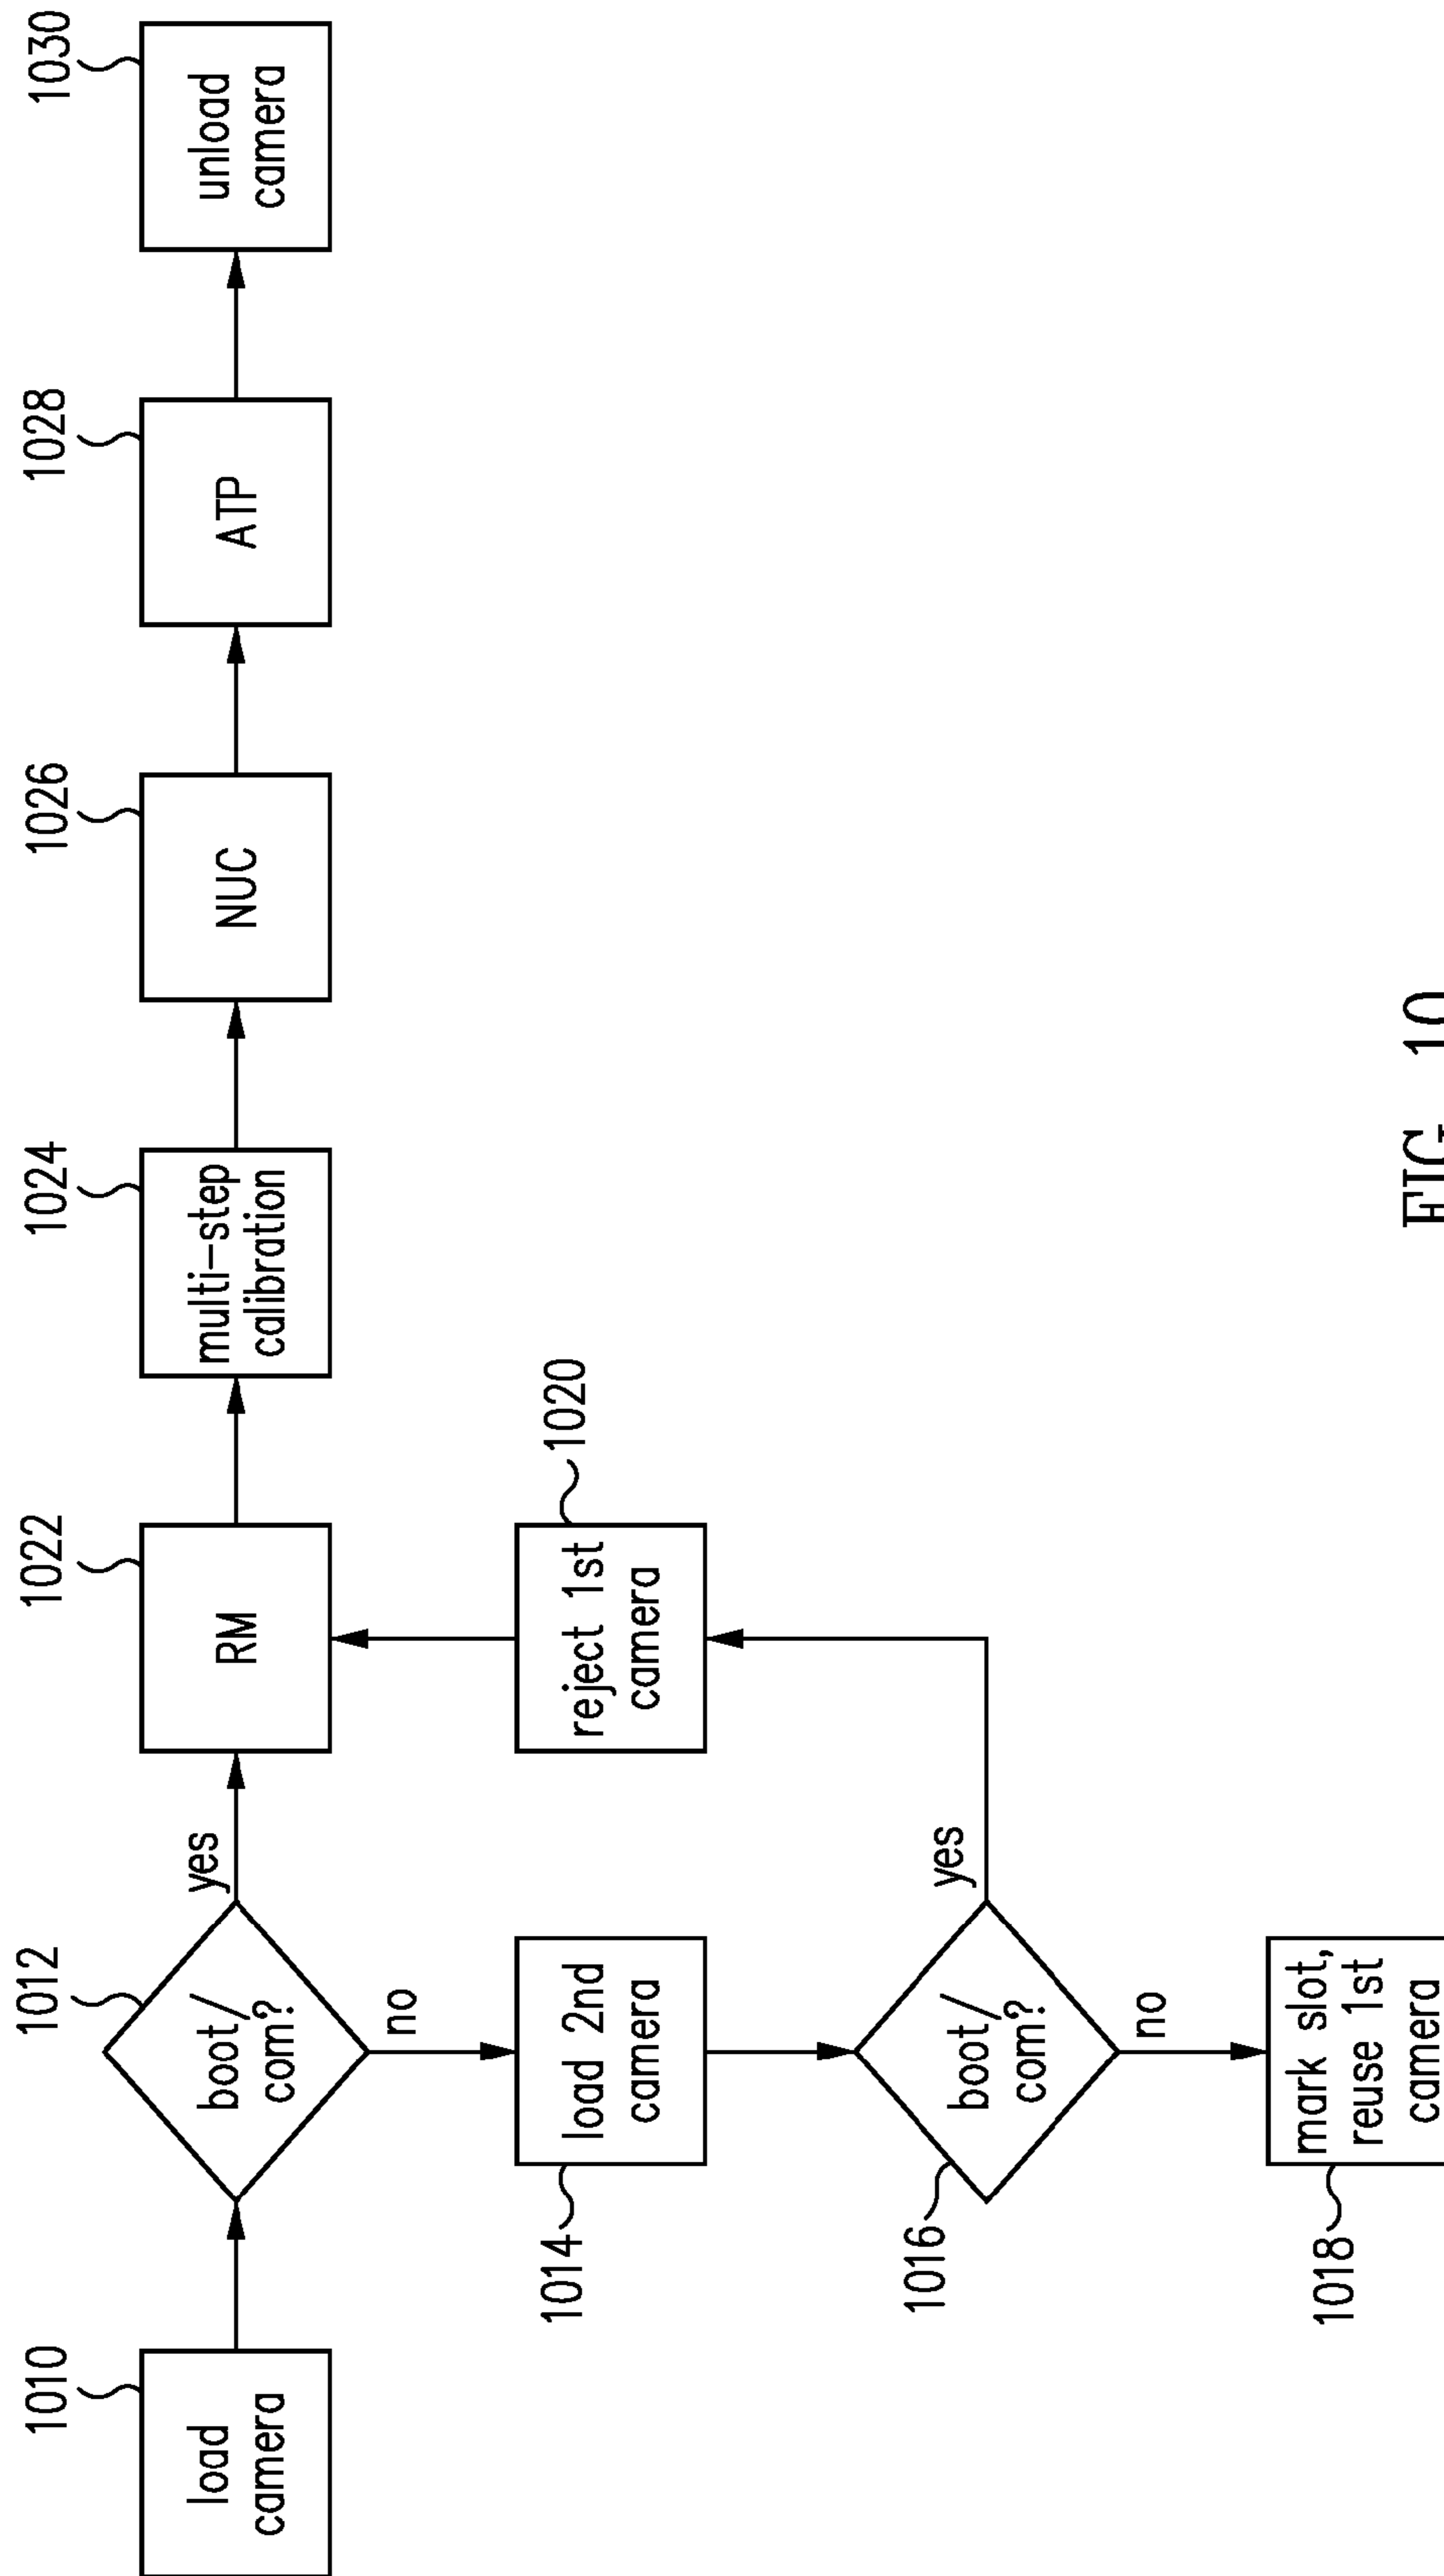 1010
load
camera
1012
boot/
com?
yes
no
1022
RM
1024
multi-step
calibration
1026
NUC
1028
ATP
1030
unload
camera
1014
load 2nd
camera
1020
reject 1st
camera
1016
boot/
com?
yes
no
1018
mark slot,
reuse 1st
camera
FIG. 10